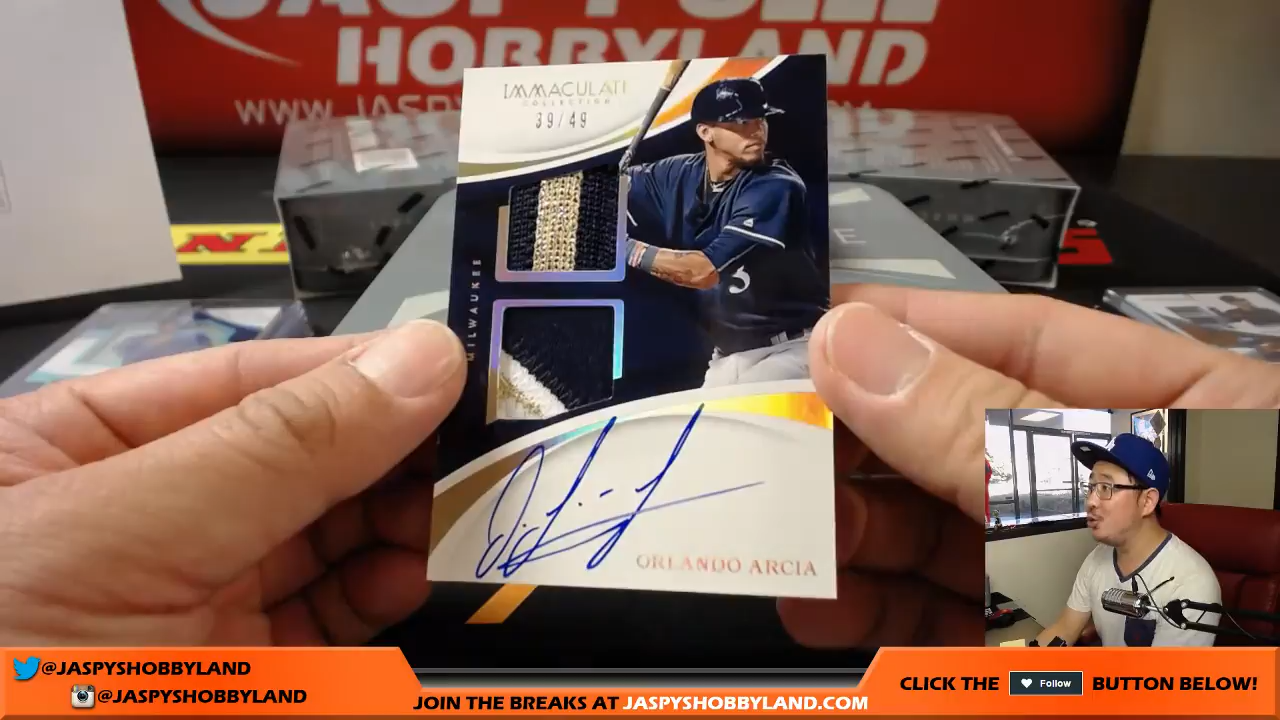 HOBBYLAND
IMMACULATE
COLLECTION
39/49
MILWAUKEE
ORLANDO ARCIA
@JASPYSHOBBYLAND
@JASPYSHOBBYLAND
JOIN THE BREAKS AT JASPYSHOBBYLAND.COM
CLICK THE Follow BUTTON BELOW!